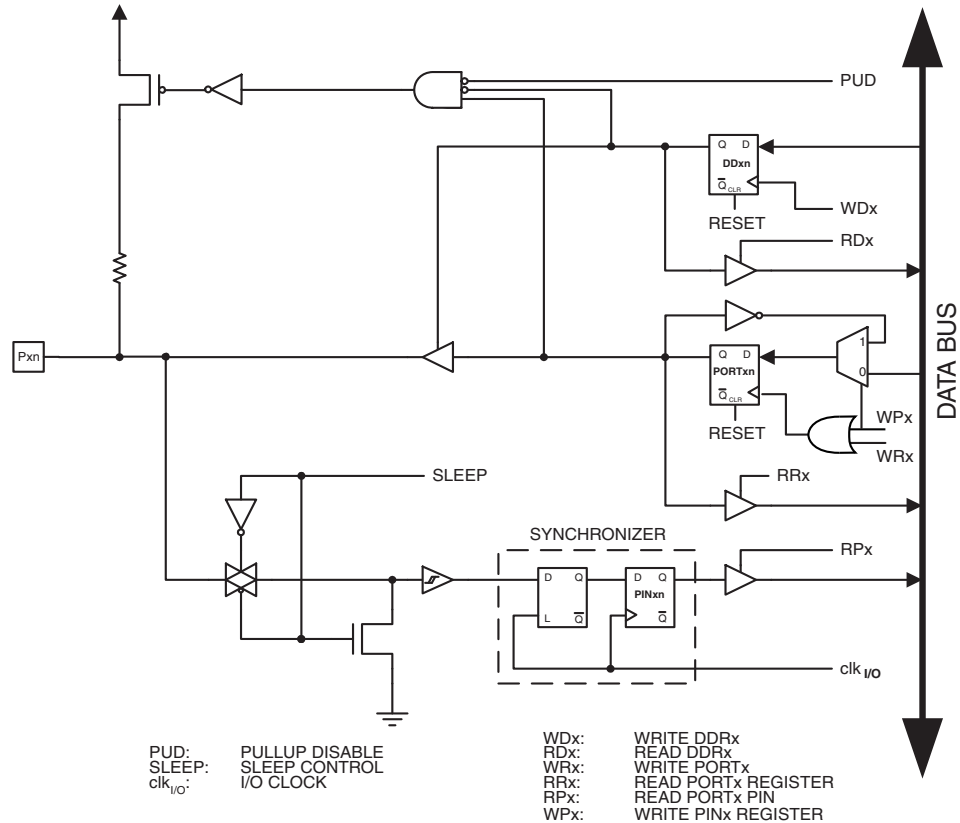 PUD
Q D
DDxn
Q CLR
WDx
RESET
RDx
Pxn
1
Q D
PORTxn
0
Q CLR
WPx
RESET
WRx
SLEEP
RRx
SYNCHRONIZER
RPx
D Q
L Q
D Q
PINxn
Q
clk I/O
DATA BUS
PUD: PULLUP DISABLE
SLEEP: SLEEP CONTROL
clkI/O: I/O CLOCK
WDx: WRITE DDRx
RDx: READ DDRx
WRx: WRITE PORTx
RRx: READ PORTx REGISTER
RPx: READ PORTx PIN
WPx: WRITE PINx REGISTER